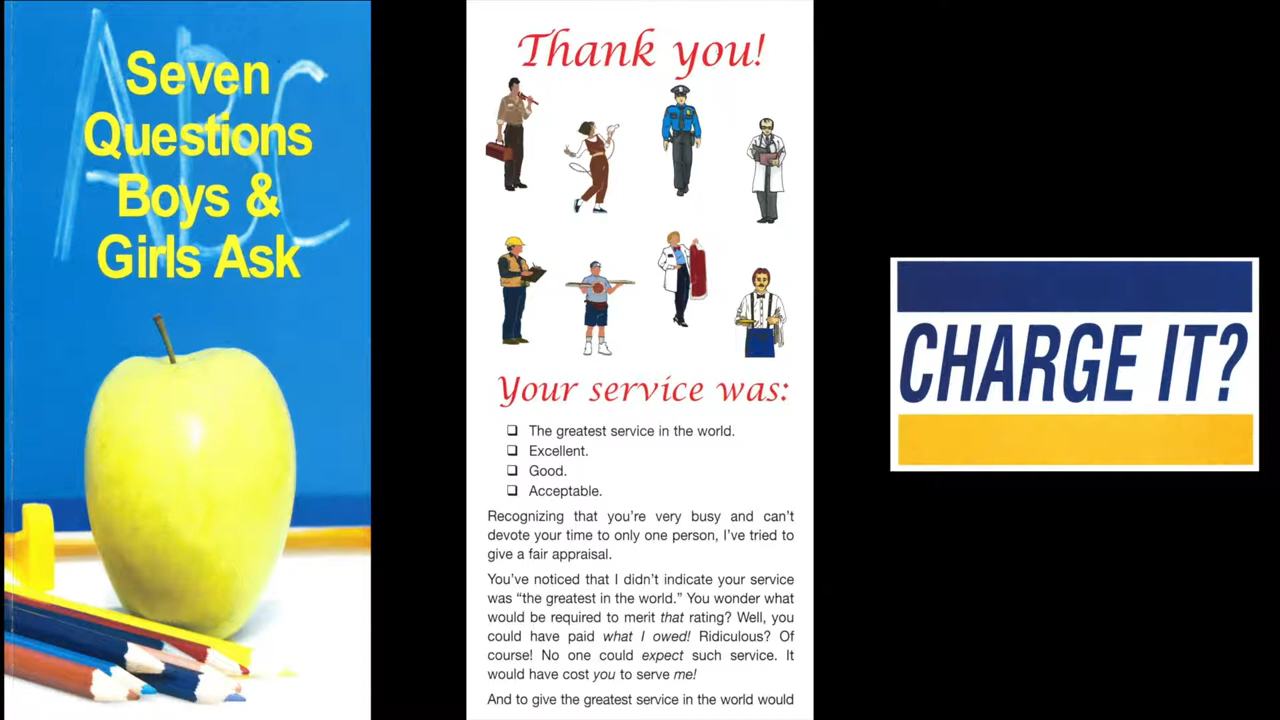 ABC
Seven
Questions
Boys &
Girls Ask
Thank you!
Your service was:
❑ The greatest service in the world.
❑ Excellent.
❑ Good.
❑ Acceptable.
Recognizing that you’re very busy and can’t
devote your time to only one person, I’ve tried to
give a fair appraisal.
You’ve noticed that I didn’t indicate your service
was “the greatest in the world.” You wonder what
would be required to merit that rating? Well, you
could have paid what I owed! Ridiculous? Of
course! No one could expect such service. It
would have cost you to serve me!
And to give the greatest service in the world would
CHARGE IT?